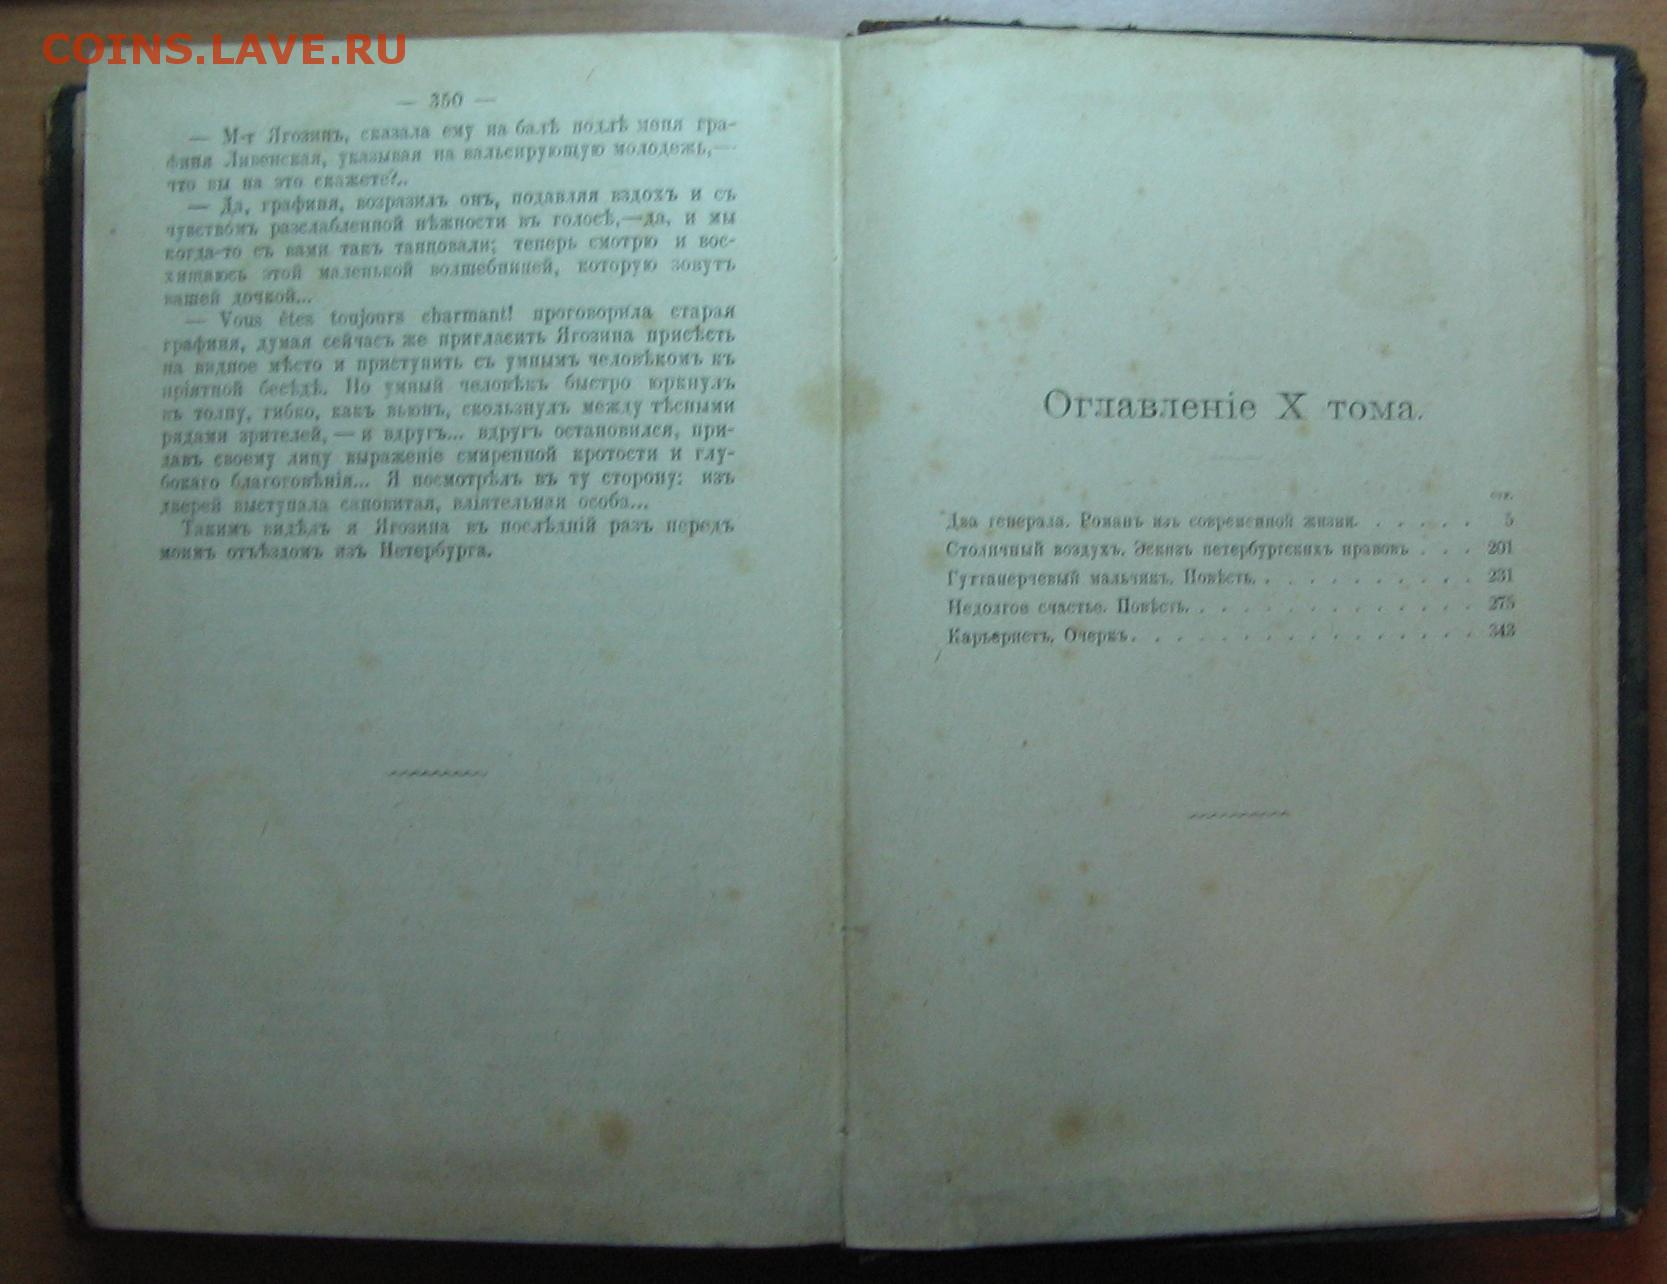 COINS.LAVE.RU
— 350 —
— М-г Ягозинъ, сказала ему на балѣ подлѣ меня гра-
финя Ливенская, указывая на вальсирующую молодежь,—
что вы на это скажете?..
— Да, графиня, возразилъ онъ, подавляя вздохъ и съ
чувствомъ разслабленной нѣжности въ голосѣ,—да, и мы
когда-то съ вами такъ танцовали; теперь смотрю и вос-
хищаюсь этой маленькой волшебницей, которую зовутъ
вашей дочкой...
— Vous êtes toujours charmant! проговорила старая
графиня, думая сейчасъ же пригласить Ягозина присѣсть
на видное мѣсто и приступить съ умнымъ человѣкомъ къ
пріятной бесѣдѣ. Но умный человѣкъ быстро юркнулъ
въ толпу, гибко, какъ вьюнъ, скользнулъ между тѣсными
рядами зрителей, — и вдругъ... вдругъ остановился, при-
давъ своему лицу выраженіе смиренной кротости и глу-
бокаго благоговѣнія... Я посмотрѣлъ въ ту сторону: изъ
дверей выступала сановитая, вліятельная особа...
Такимъ видѣлъ я Ягозина въ послѣдній разъ передъ
моимъ отъѣздомъ изъ Петербурга.
Оглавленіе X тома.
стр.
Два генерала. Романъ изъ современной жизни. . . . . . 5
Столичный воздухъ. Эскизъ петербургскихъ нравовъ . . . 201
Гуттаперчевый мальчикъ. Повѣсть. . . . . . . . . . . 231
Недолгое счастье. Повѣсть. . . . . . . . . . . . . . 275
Карьеристъ. Очеркъ. . . . . . . . . . . . . . . . . 343